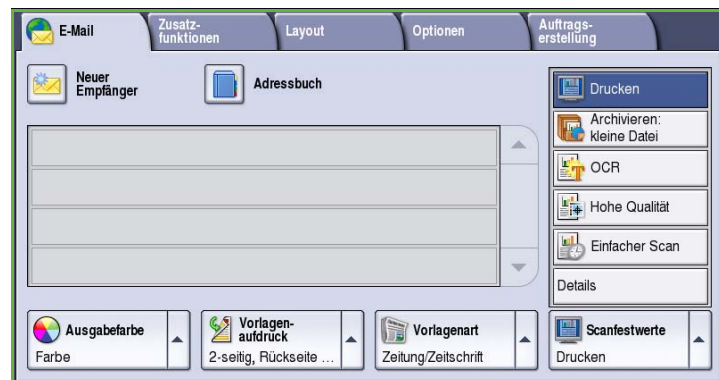 E-Mail
Zusatz-
funktionen
Layout
Optionen
Auftrags-
erstellung
Neuer
Empfänger
Adressbuch
Drucken
Archivieren:
kleine Datei
OCR
Hohe Qualität
Einfacher Scan
Details
Ausgabefarbe
Farbe
Vorlagen-
aufdruck
2-seitig, Rückseite ...
Vorlagenart
Zeitung/Zeitschrift
Scanfestwerte
Drucken